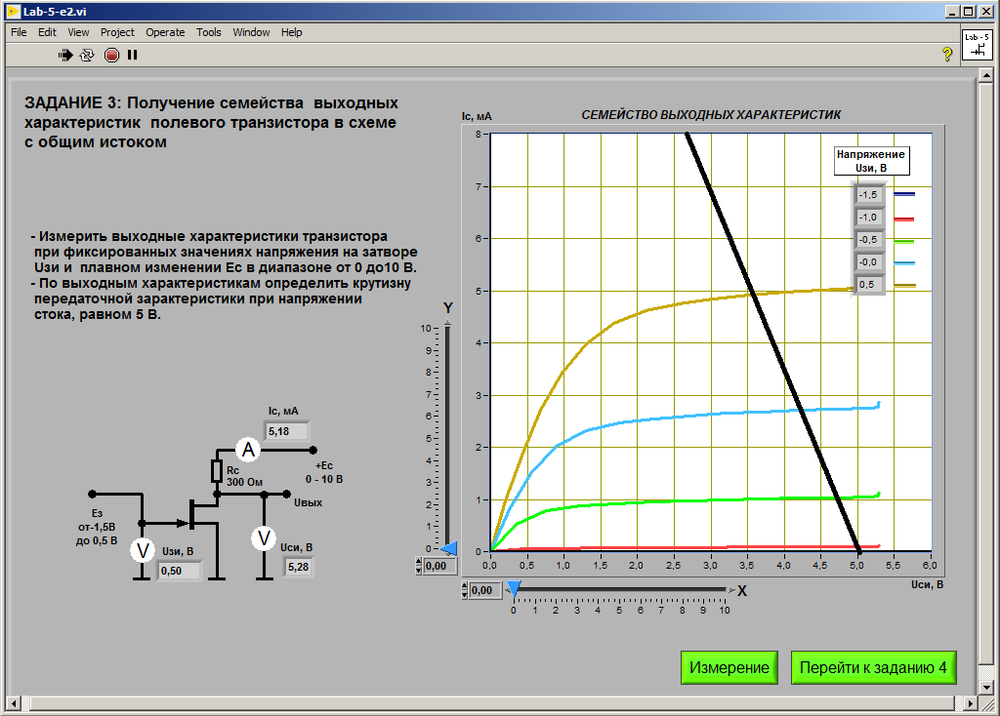 Lab-5-e2.vi
File Edit View Project Operate Tools Window Help
Lab - 5
?
ЗАДАНИЕ 3: Получение семейства выходных
характеристик полевого транзистора в схеме
с общим истоком
- Измерить выходные характеристики транзистора
при фиксированных значениях напряжения на затворе
Uзи и плавном изменении Ес в диапазоне от 0 до10 В.
- По выходным характеристикам определить крутизну
передаточной зарактеристики при напряжении
стока, равном 5 В.
Ic, мА
5,18
A
Rc
300 Ом
+Ес
0 - 10 В
Uвых
Ез
от-1,5В
до 0,5 В
V
Uзи, В
0,50
V
Uси, В
5,28
Y
10
9
8
7
6
5
4
3
2
1
0
0,00
Ic, мА
СЕМЕЙСТВО ВЫХОДНЫХ ХАРАКТЕРИСТИК
8
7
6
5
4
3
2
1
0
0,0 0,5 1,0 1,5 2,0 2,5 3,0 3,5 4,0 4,5 5,0 5,5 6,0
Uси, В
Напряжение
Uзи, В
-1,5
-1,0
-0,5
-0,0
0,5
0,00
X
0 1 2 3 4 5 6 7 8 9 10
Измерение
Перейти к заданию 4